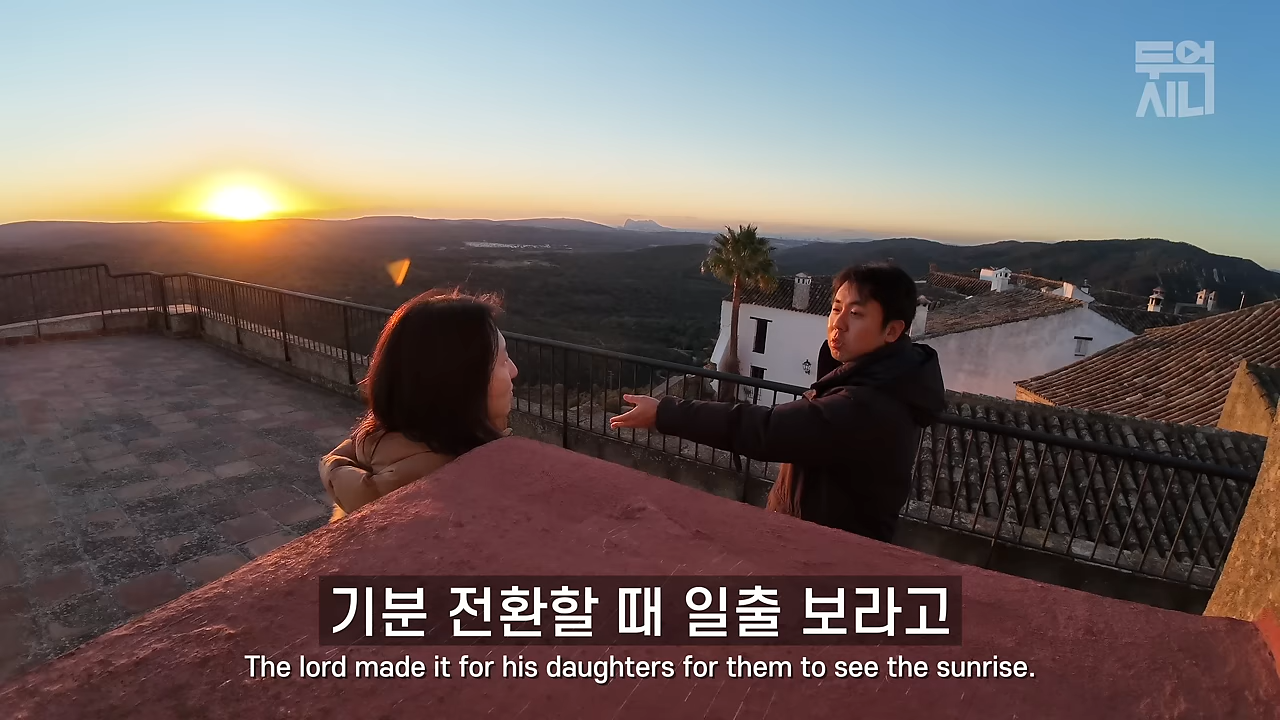 두어
시니
기분 전환할 때 일출 보라고
The lord made it for his daughters for them to see the sunrise.